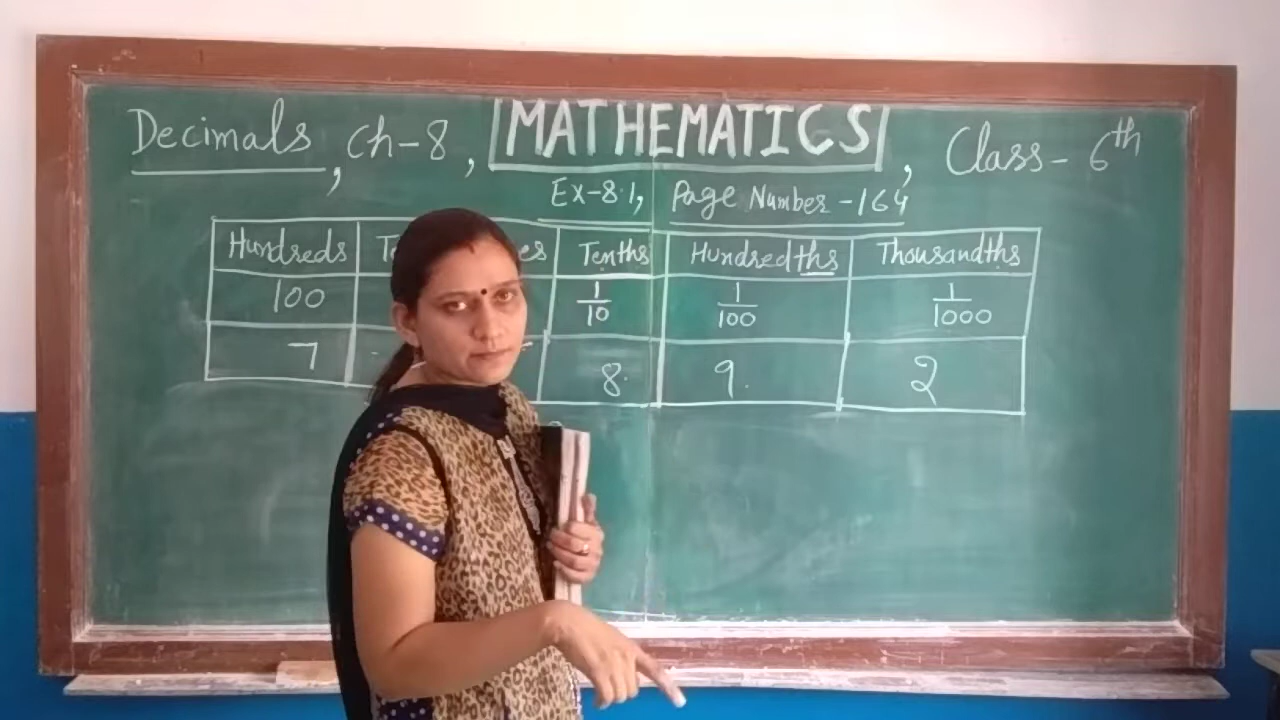 Decimals, Ch-8, MATHEMATICS, Class- 6th
Ex-8.1, Page Number -164
Hundreds Tenths Hundredths Thousandths
100 1/10 1/100 1/1000
7 8. 9. 2